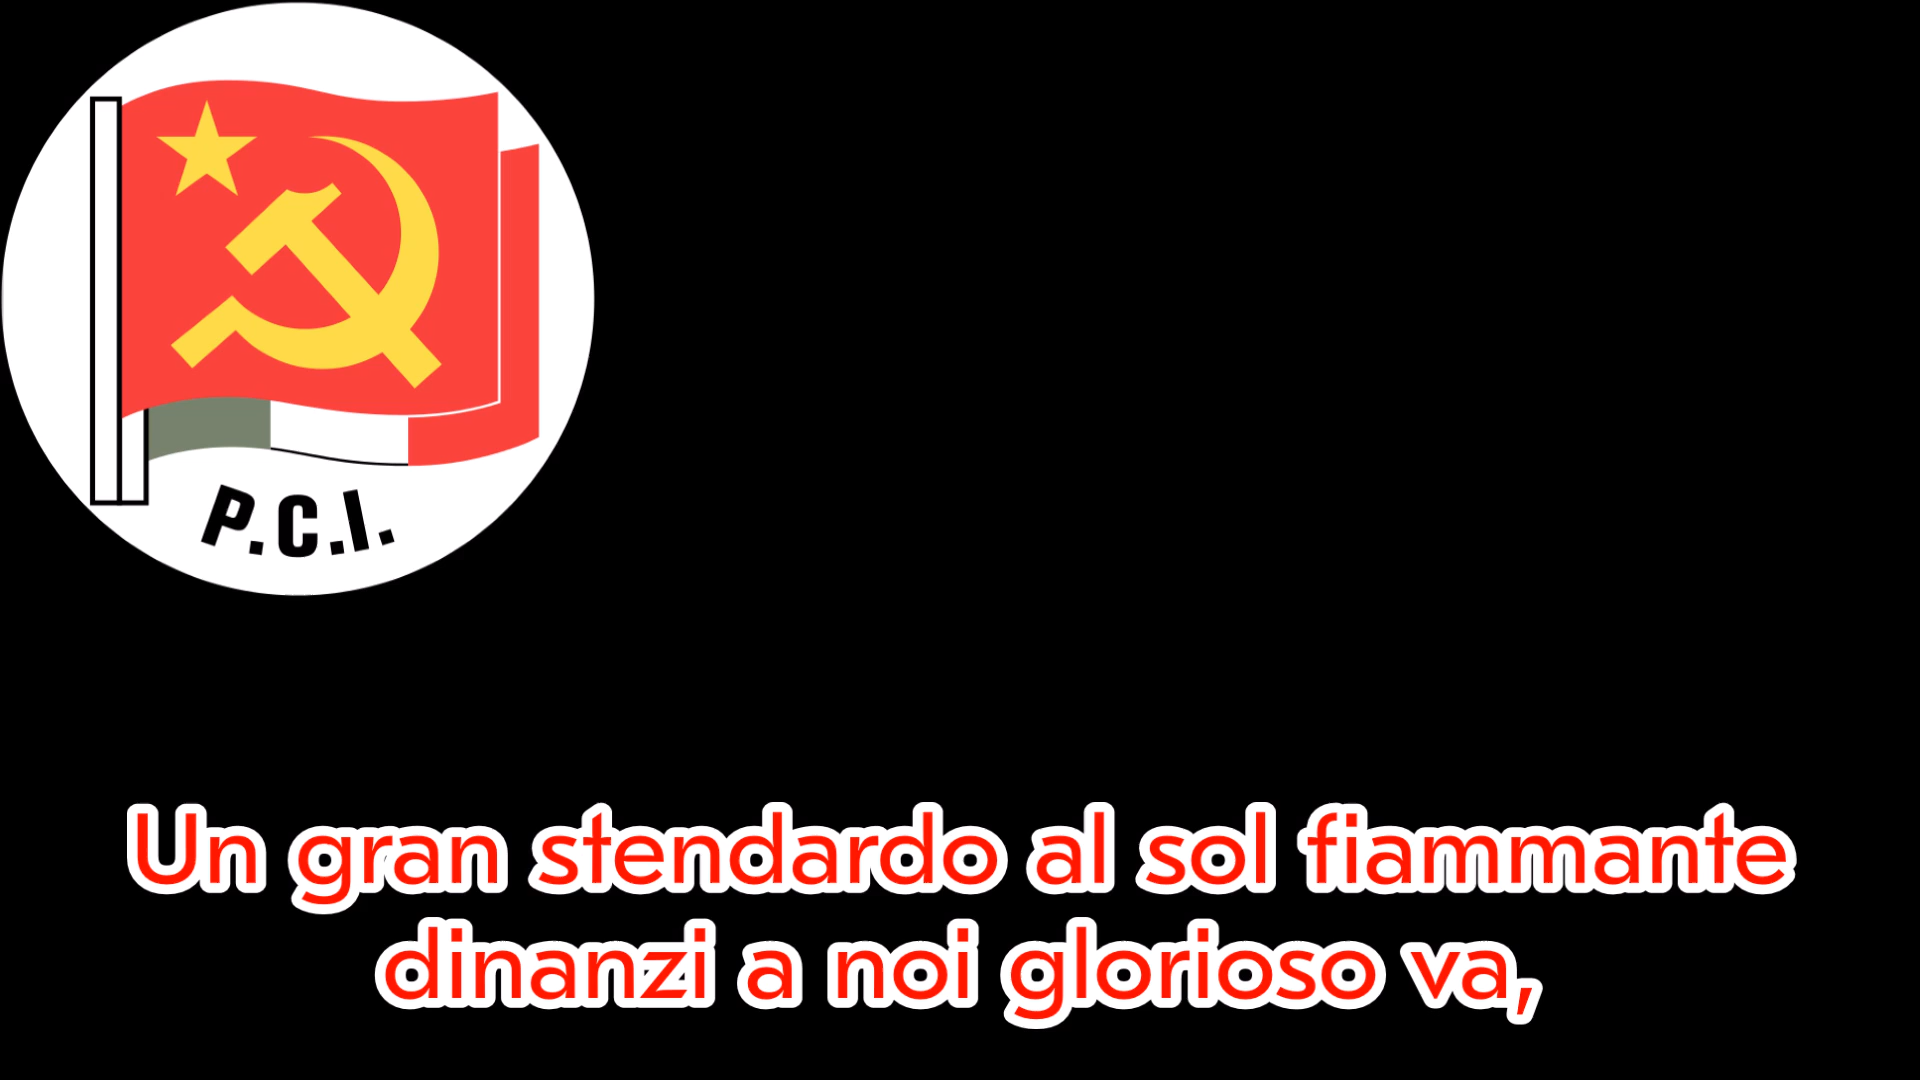 P.C.I.
Un gran stendardo al sol fiammante
dinanzi a noi glorioso va,